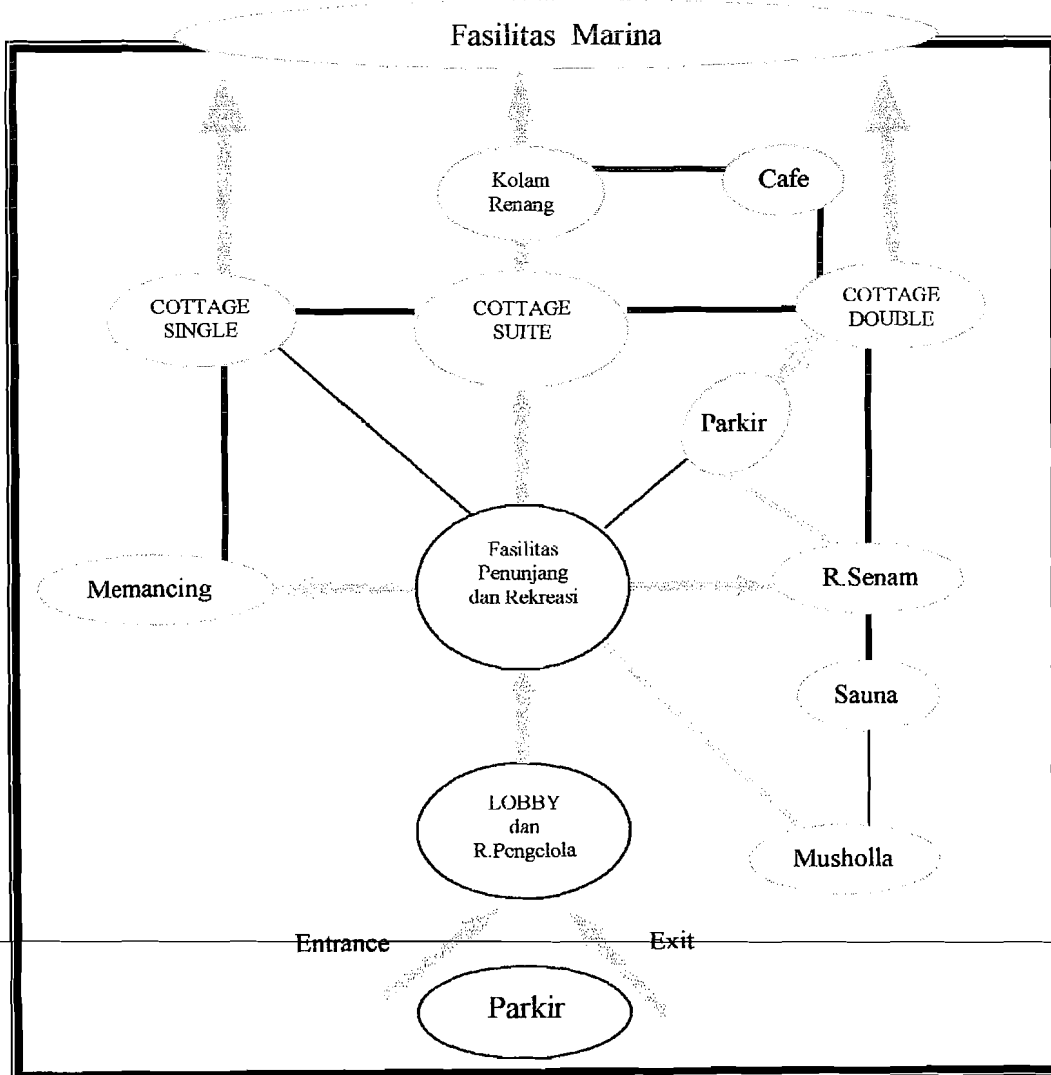 Fasilitas Marina
Kolam
Renang
Cafe
COTTAGE
SINGLE
COTTAGE
SUITE
COTTAGE
DOUBLE
Parkir
Fasilitas
Penunjang
dan Rekreasi
Memancing
R.Senam
Sauna
LOBBY
dan
R.Pengelola
Musholla
Entrance
Exit
Parkir